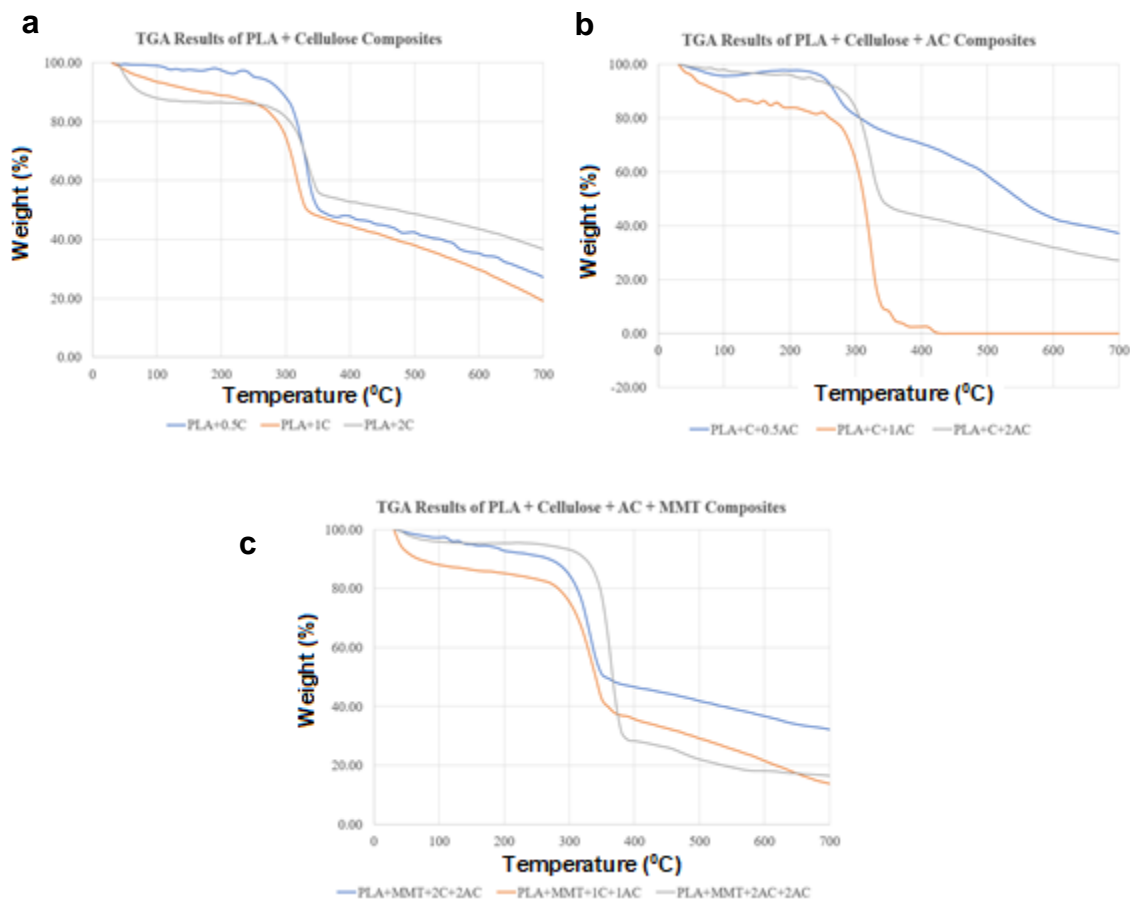 a
TGA Results of PLA + Cellulose Composites
100.00
80.00
60.00
40.00
20.00
0.00
Weight (%)
0 100 200 300 400 500 600 700
Temperature (⁰C)
PLA+0.5C PLA+1C PLA+2C
b
TGA Results of PLA + Cellulose + AC Composites
100.00
80.00
60.00
40.00
20.00
0.00
-20.00
Weight (%)
0 100 200 300 400 500 600 700
Temperature (⁰C)
PLA+C+0.5AC PLA+C+1AC PLA+C+2AC
c
TGA Results of PLA + Cellulose + AC + MMT Composites
100.00
80.00
60.00
40.00
20.00
0.00
Weight (%)
0 100 200 300 400 500 600 700
Temperature (⁰C)
PLA+MMT+2C+2AC PLA+MMT+1C+1AC PLA+MMT+2AC+2AC